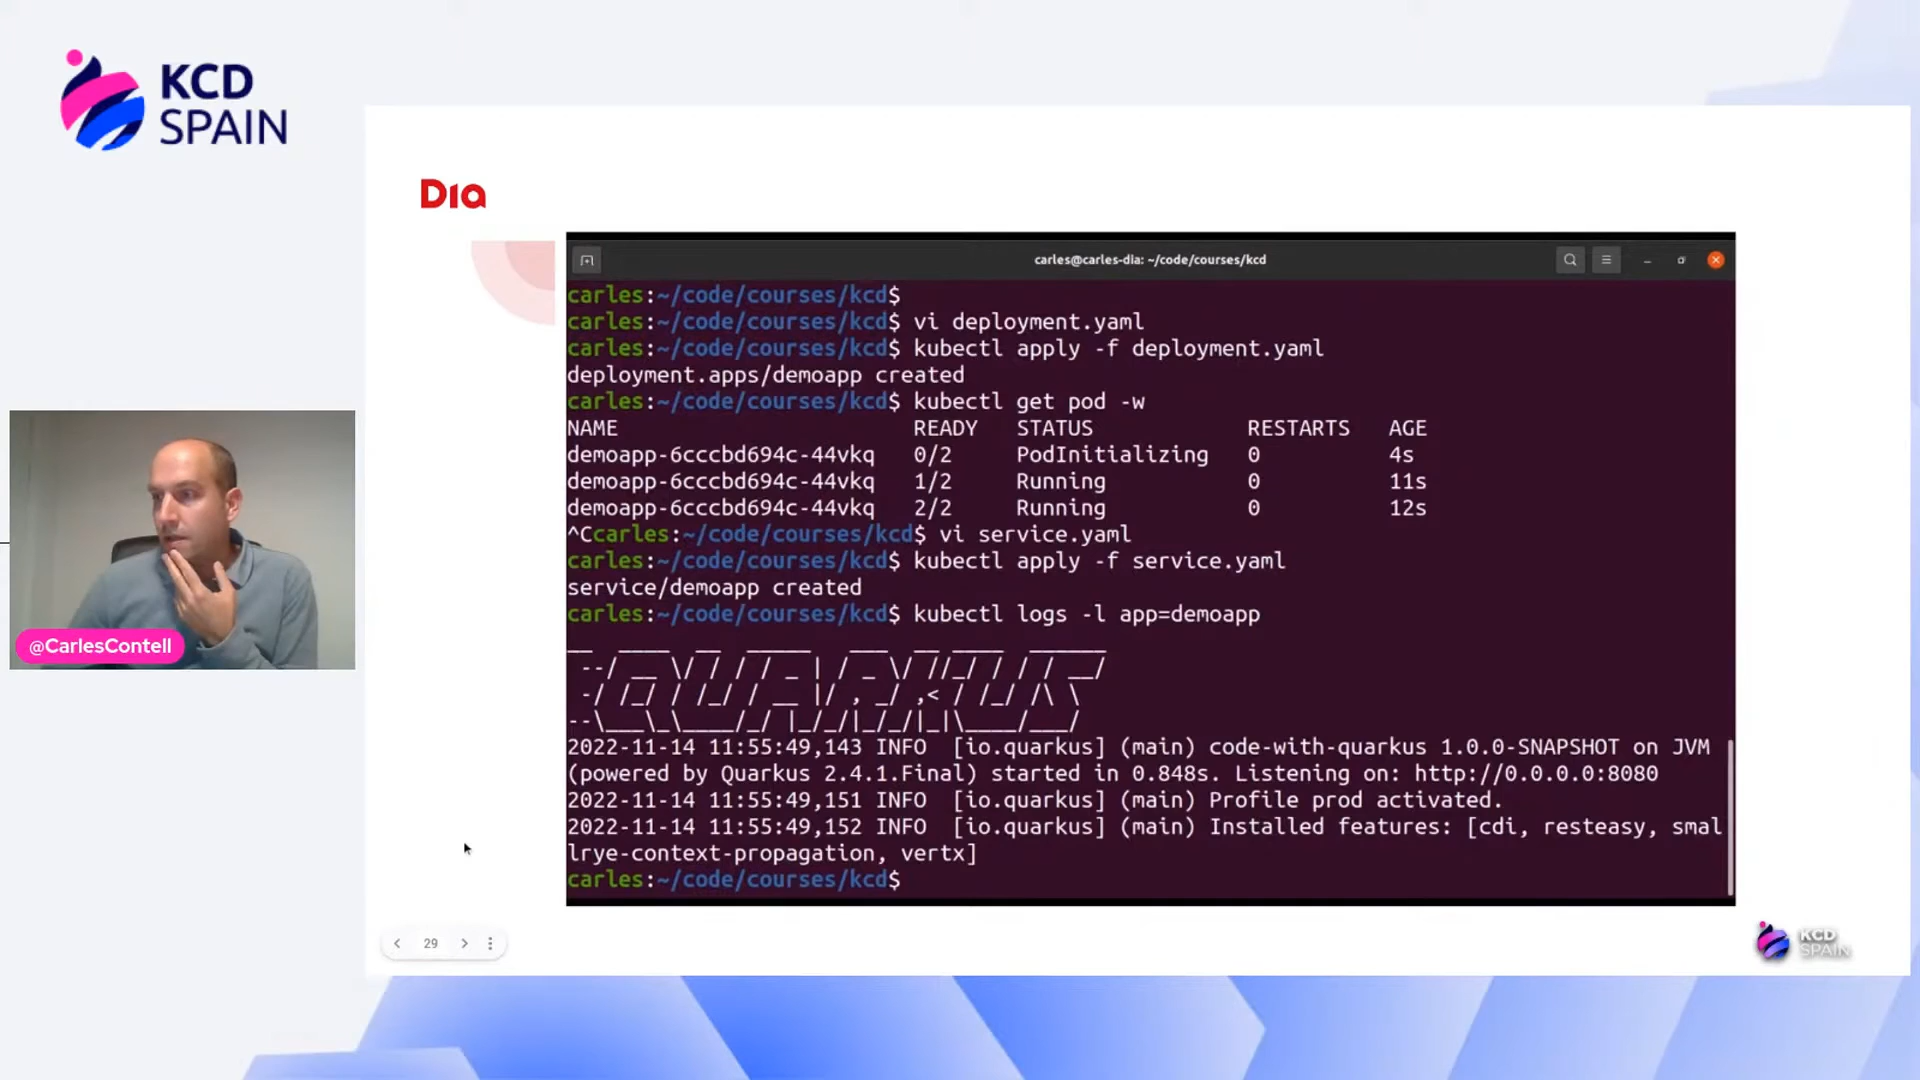 KCD
SPAIN
Dia
carles@carles-dia: ~/code/courses/kcd
carles:~/code/courses/kcd$
carles:~/code/courses/kcd$ vi deployment.yaml
carles:~/code/courses/kcd$ kubectl apply -f deployment.yaml
deployment.apps/demoapp created
carles:~/code/courses/kcd$ kubectl get pod -w
NAME READY STATUS RESTARTS AGE
demoapp-6cccbd694c-44vkq 0/2 PodInitializing 0 4s
demoapp-6cccbd694c-44vkq 1/2 Running 0 11s
demoapp-6cccbd694c-44vkq 2/2 Running 0 12s
^Ccarles:~/code/courses/kcd$ vi service.yaml
carles:~/code/courses/kcd$ kubectl apply -f service.yaml
service/demoapp created
carles:~/code/courses/kcd$ kubectl logs -l app=demoapp
QUARKUS
2022-11-14 11:55:49,143 INFO [io.quarkus] (main) code-with-quarkus 1.0.0-SNAPSHOT on JVM
(powered by Quarkus 2.4.1.Final) started in 0.848s. Listening on: http://0.0.0.0:8080
2022-11-14 11:55:49,151 INFO [io.quarkus] (main) Profile prod activated.
2022-11-14 11:55:49,152 INFO [io.quarkus] (main) Installed features: [cdi, resteasy, smal
lrye-context-propagation, vertx]
carles:~/code/courses/kcd$
@CarlesContell
29
KCD
SPAIN